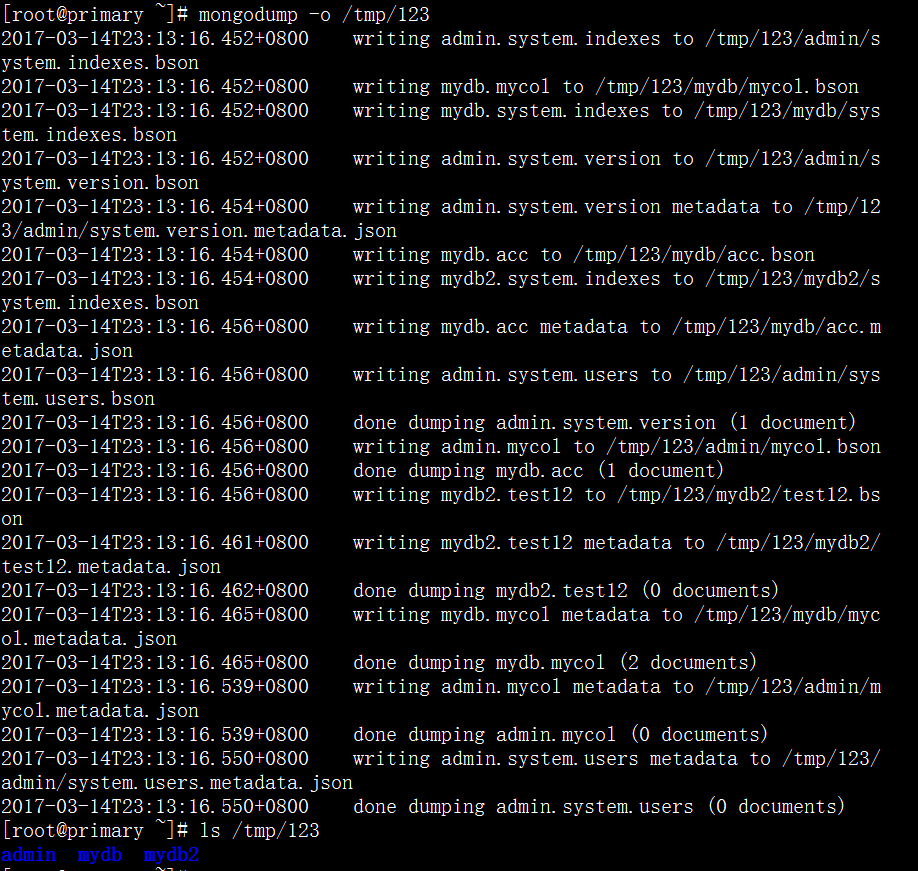 [root@primary ~]# mongodump -o /tmp/123
2017-03-14T23:13:16.452+0800    writing admin.system.indexes to /tmp/123/admin/s
ystem.indexes.bson
2017-03-14T23:13:16.452+0800    writing mydb.mycol to /tmp/123/mydb/mycol.bson
2017-03-14T23:13:16.452+0800    writing mydb.system.indexes to /tmp/123/mydb/sys
tem.indexes.bson
2017-03-14T23:13:16.452+0800    writing admin.system.version to /tmp/123/admin/s
ystem.version.bson
2017-03-14T23:13:16.454+0800    writing admin.system.version metadata to /tmp/12
3/admin/system.version.metadata.json
2017-03-14T23:13:16.454+0800    writing mydb.acc to /tmp/123/mydb/acc.bson
2017-03-14T23:13:16.454+0800    writing mydb2.system.indexes to /tmp/123/mydb2/s
ystem.indexes.bson
2017-03-14T23:13:16.456+0800    writing mydb.acc metadata to /tmp/123/mydb/acc.m
etadata.json
2017-03-14T23:13:16.456+0800    writing admin.system.users to /tmp/123/admin/sys
tem.users.bson
2017-03-14T23:13:16.456+0800    done dumping admin.system.version (1 document)
2017-03-14T23:13:16.456+0800    writing admin.mycol to /tmp/123/admin/mycol.bson
2017-03-14T23:13:16.456+0800    done dumping mydb.acc (1 document)
2017-03-14T23:13:16.456+0800    writing mydb2.test12 to /tmp/123/mydb2/test12.bs
on
2017-03-14T23:13:16.461+0800    writing mydb2.test12 metadata to /tmp/123/mydb2/
test12.metadata.json
2017-03-14T23:13:16.462+0800    done dumping mydb2.test12 (0 documents)
2017-03-14T23:13:16.465+0800    writing mydb.mycol metadata to /tmp/123/mydb/myc
ol.metadata.json
2017-03-14T23:13:16.465+0800    done dumping mydb.mycol (2 documents)
2017-03-14T23:13:16.539+0800    writing admin.mycol metadata to /tmp/123/admin/m
ycol.metadata.json
2017-03-14T23:13:16.539+0800    done dumping admin.mycol (0 documents)
2017-03-14T23:13:16.550+0800    writing admin.system.users metadata to /tmp/123/
admin/system.users.metadata.json
2017-03-14T23:13:16.550+0800    done dumping admin.system.users (0 documents)
[root@primary ~]# ls /tmp/123
admin  mydb  mydb2